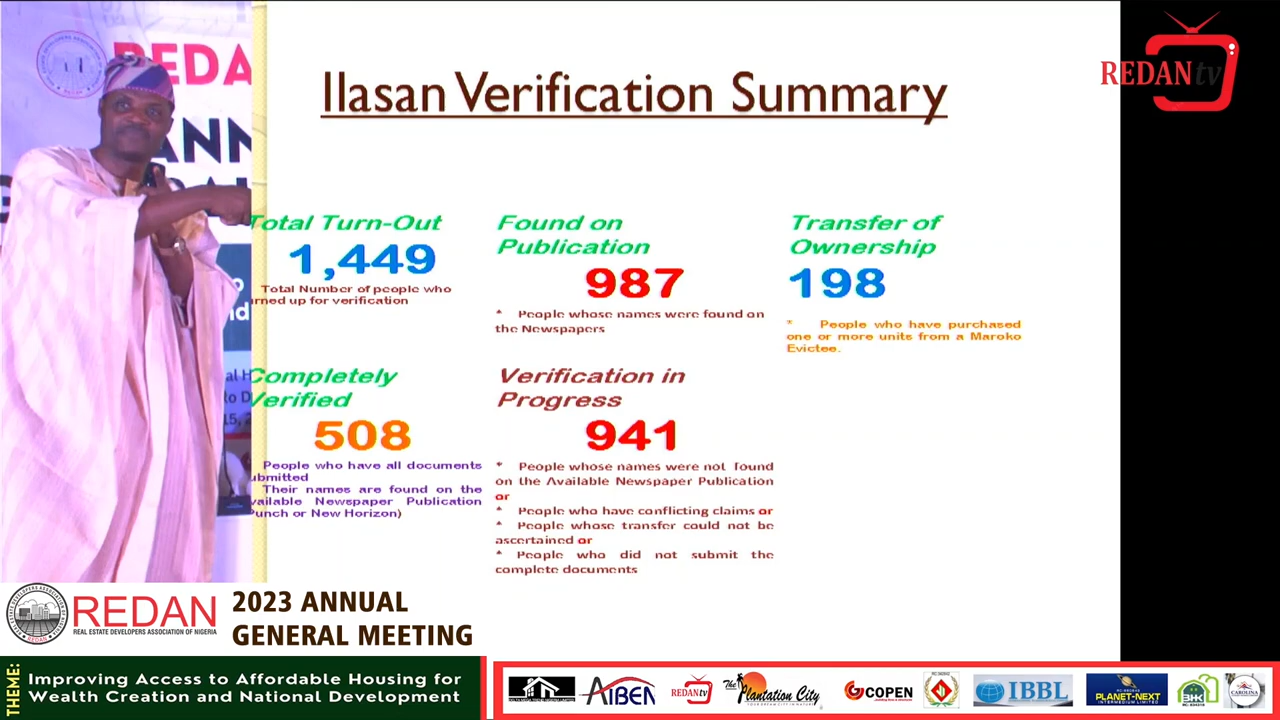 REDA
ANN
REDANtv
Ilasan Verification Summary
Total Turn-Out
1,449
Total Number of people who
rned up for verification
Found on
Publication
987
* People whose names were found on
the Newspapers
Transfer of
Ownership
198
* People who have purchased
one or more units from a Maroko
Evictee.
Completely
Verified
508
People who have all documents
ubmitted
Their names are found on the
vailable Newspaper Publication
Punch or New Horizon)
Verification in
Progress
941
* People whose names were not found
on the Available Newspaper Publication
or
* People who have conflicting claims or
* People whose transfer could not be
ascertained or
* People who did not submit the
complete documents
REDAN
REAL ESTATE DEVELOPERS ASSOCIATION OF NIGERIA
2023 ANNUAL
GENERAL MEETING
THEME:
Improving Access to Affordable Housing for
Wealth Creation and National Development
AIBEN
REDANtv
The Plantation City
COPEN
IBBL
PLANET-NEXT
INTERMEDIUM LIMITED
BHK
CAROLINA